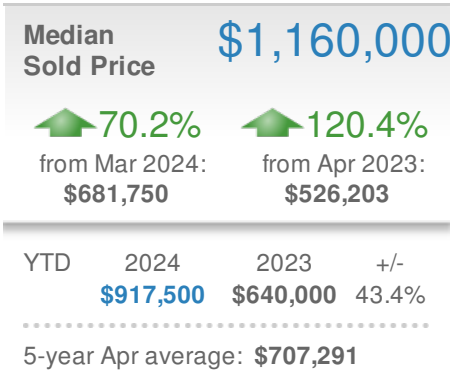 Median
Sold Price
$1,160,000
70.2% 120.4%
from Mar 2024: from Apr 2023:
$681,750 $526,203
YTD 2024 2023 +/-
$917,500 $640,000 43.4%
5-year Apr average: $707,291